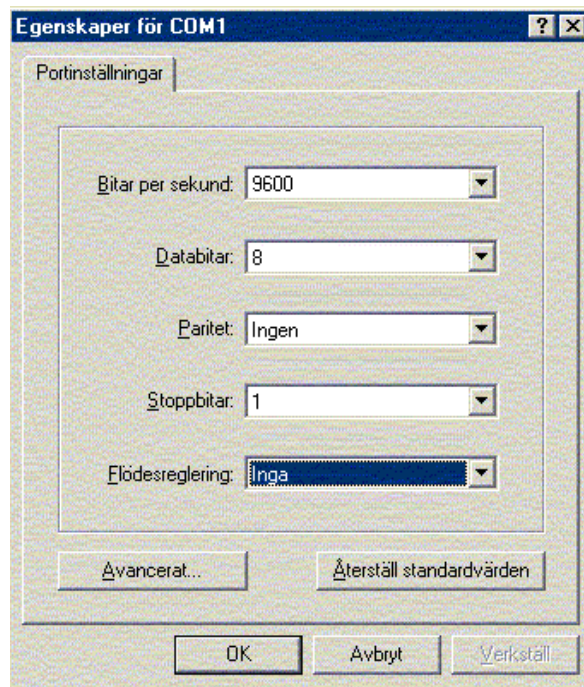 Egenskaper för COM1
Portinställningar
Bitar per sekund: 9600
Databitar: 8
Paritet: Ingen
Stoppbitar: 1
Flödesreglering: Inga
Avancerat...
Återställ standardvärden
OK
Avbryt
Verkställ